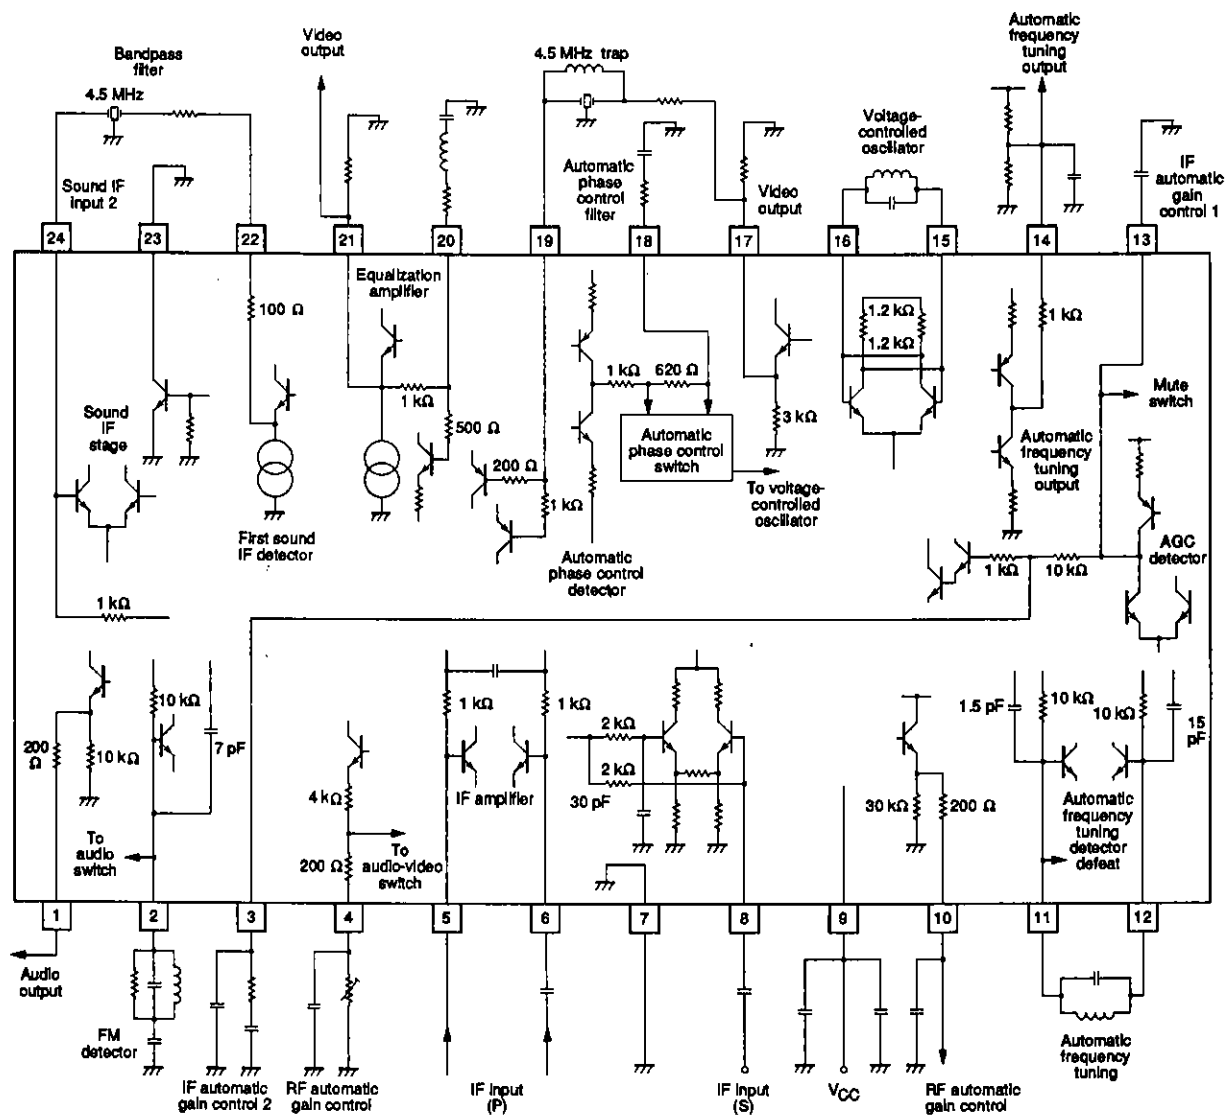 Bandpass
filter
4.5 MHz
Video
output
4.5 MHz trap
Automatic
frequency
tuning
output
Voltage-
controlled
oscillator
Sound IF
input 2
Automatic
phase
control
filter
Video
output
IF
automatic
gain
control 1
24
23
22
21
20
19
18
17
16
15
14
13
100 Ω
Equalization
amplifier
1 kΩ
500 Ω
200 Ω
1 kΩ
1 kΩ
620 Ω
Automatic
phase control
switch
To voltage-
controlled
oscillator
3 kΩ
1.2 kΩ
1.2 kΩ
1 kΩ
Mute
switch
Sound
IF
stage
First sound
IF detector
Automatic
phase control
detector
Automatic
frequency
tuning
output
AGC
detector
1 kΩ
10 kΩ
1 kΩ
200
Ω
10 kΩ
10 kΩ
7 pF
To
audio
switch
4 kΩ
200 Ω
To
audio-video
switch
1 kΩ
1 kΩ
IF amplifier
2 kΩ
2 kΩ
30 pF
30 kΩ
200 Ω
1.5 pF
10 kΩ
10 kΩ
15
pF
Automatic
frequency
tuning
detector
defeat
1
2
3
4
5
6
7
8
9
10
11
12
Audio
output
FM
detector
IF automatic
gain control 2
RF automatic
gain control
IF input
(P)
IF input
(S)
VCC
RF automatic
gain control
Automatic
frequency
tuning